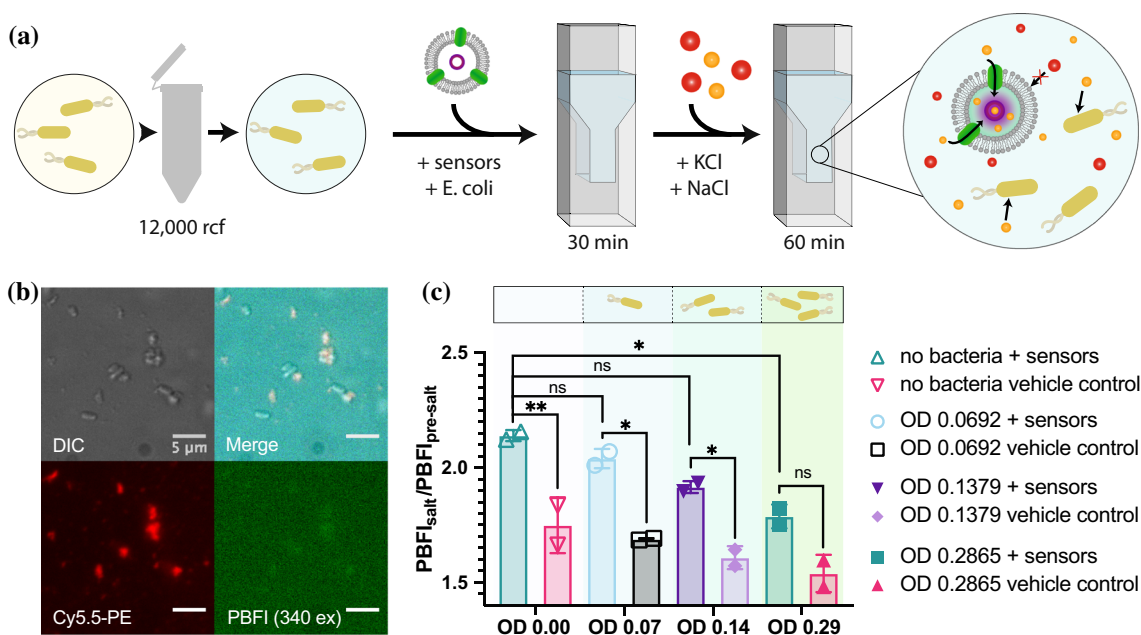 (a)
12,000 rcf
+ sensors
+ E. coli
30 min
+ KCl
+ NaCl
60 min
(b)
DIC
5 μm
Merge
Cy5.5-PE
PBFI (340 ex)
(c)
PBFIsalt/PBFIpre-salt
2.5
2.0
1.5
*
ns
ns
**
*
*
ns
OD 0.00
OD 0.07
OD 0.14
OD 0.29
no bacteria + sensors
no bacteria vehicle control
OD 0.0692 + sensors
OD 0.0692 vehicle control
OD 0.1379 + sensors
OD 0.1379 vehicle control
OD 0.2865 + sensors
OD 0.2865 vehicle control